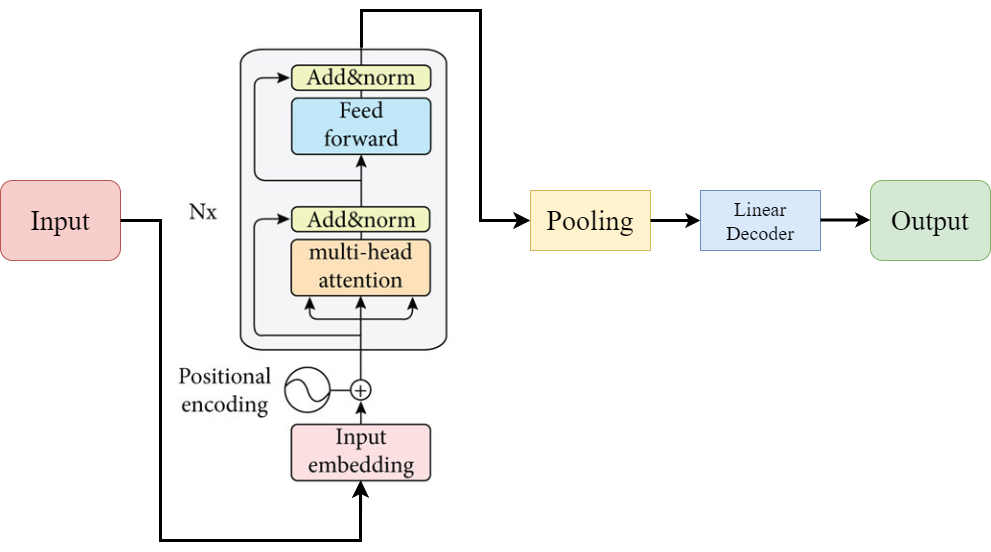 Input
Add&norm
Feed
forward
Nx
Add&norm
multi-head
attention
Positional
encoding
+
Input
embedding
Pooling
Linear
Decoder
Output